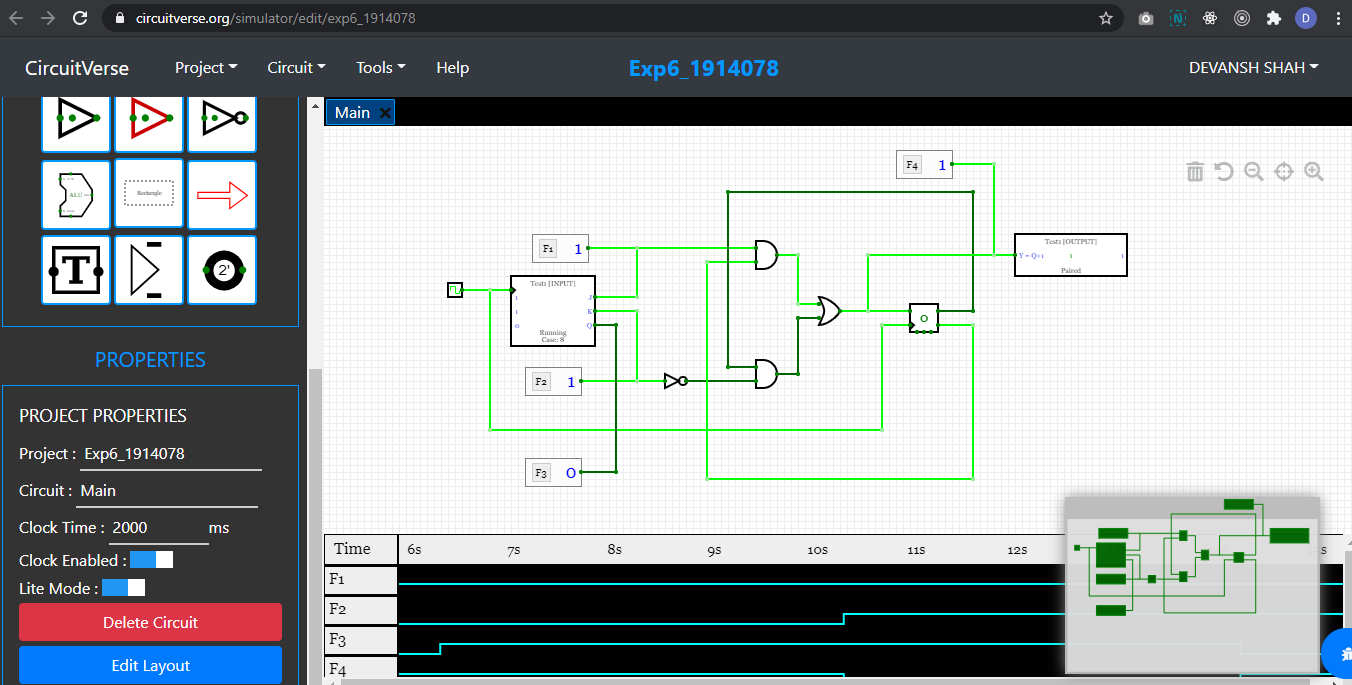 circuitverse.org/simulator/edit/exp6_1914078
D
CircuitVerse
Project
Circuit
Tools
Help
Exp6_1914078
DEVANSH SHAH
Main
ALU
Rectangle
T
2'
PROPERTIES
PROJECT PROPERTIES
Project : Exp6_1914078
Circuit : Main
Clock Time : 2000 ms
Clock Enabled :
Lite Mode :
Delete Circuit
Edit Layout
F4 1
F1 1
Test1 [INPUT]
1 J
1 K
0 Q
Running
Case: 8
F2 1
F3 0
0
Test1 [OUTPUT]
Y = Q+1 1 1
Paired
Time 6s 7s 8s 9s 10s 11s 12s
F1
F2
F3
F4